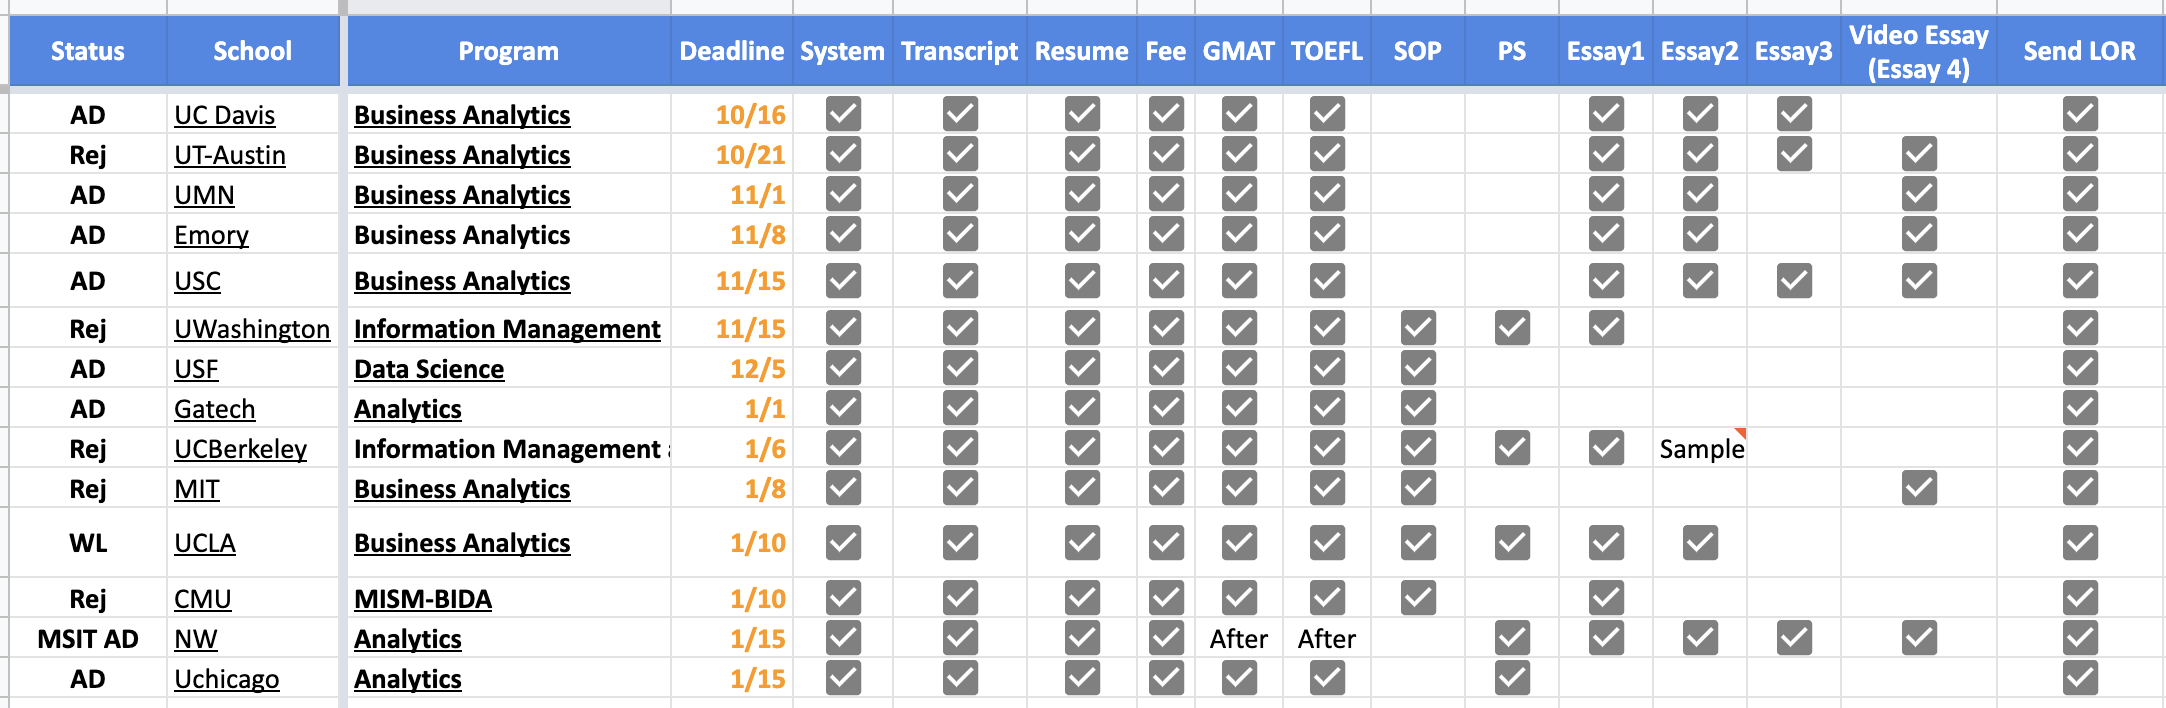 Status School Program Deadline System Transcript Resume Fee GMAT TOEFL SOP PS Essay1 Essay2 Essay3 Video Essay (Essay 4) Send LOR
AD UC Davis Business Analytics 10/16
Rej UT-Austin Business Analytics 10/21
AD UMN Business Analytics 11/1
AD Emory Business Analytics 11/8
AD USC Business Analytics 11/15
Rej UWashington Information Management 11/15
AD USF Data Science 12/5
AD Gatech Analytics 1/1
Rej UCBerkeley Information Management 1/6 Sample
Rej MIT Business Analytics 1/8
WL UCLA Business Analytics 1/10
Rej CMU MISM-BIDA 1/10
MSIT AD NW Analytics 1/15 After After
AD Uchicago Analytics 1/15